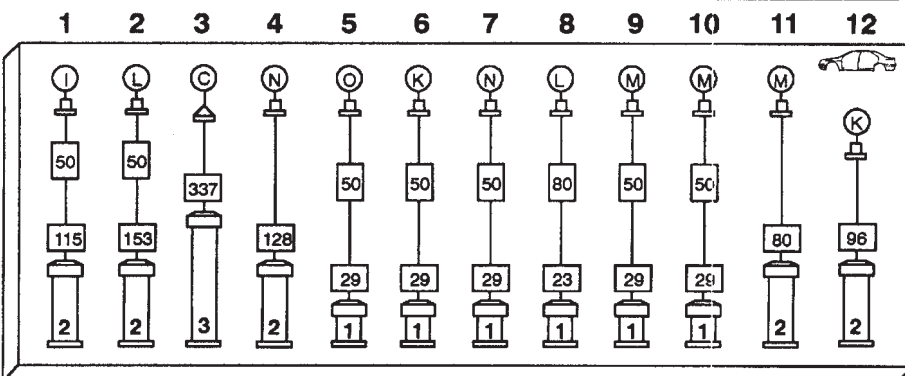 1 2 3 4 5 6 7 8 9 10 11 12
I L C N O K N L M M M
K
50 50 50 50 50 80 50 50
337
115 153 128 80 96
29 29 29 23 29 29
2 2 3 2 1 1 1 1 1 1 2 2